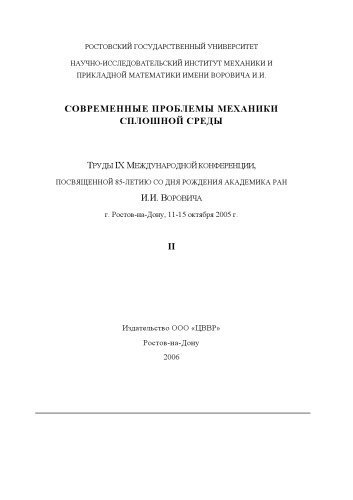 РОСТОВСКИЙ ГОСУДАРСТВЕННЫЙ УНИВЕРСИТЕТ
НАУЧНО-ИССЛЕДОВАТЕЛЬСКИЙ ИНСТИТУТ МЕХАНИКИ И
ПРИКЛАДНОЙ МАТЕМАТИКИ ИМЕНИ ВОРОВИЧА И.И.
СОВРЕМЕННЫЕ ПРОБЛЕМЫ МЕХАНИКИ
СПЛОШНОЙ СРЕДЫ
ТРУДЫ IX МЕЖДУНАРОДНОЙ КОНФЕРЕНЦИИ,
ПОСВЯЩЕННОЙ 85-ЛЕТИЮ СО ДНЯ РОЖДЕНИЯ АКАДЕМИКА РАН
И.И. ВОРОВИЧА
г. Ростов-на-Дону, 11-15 октября 2005 г.
II
Издательство ООО «ЦВВР»
Ростов-на-Дону
2006